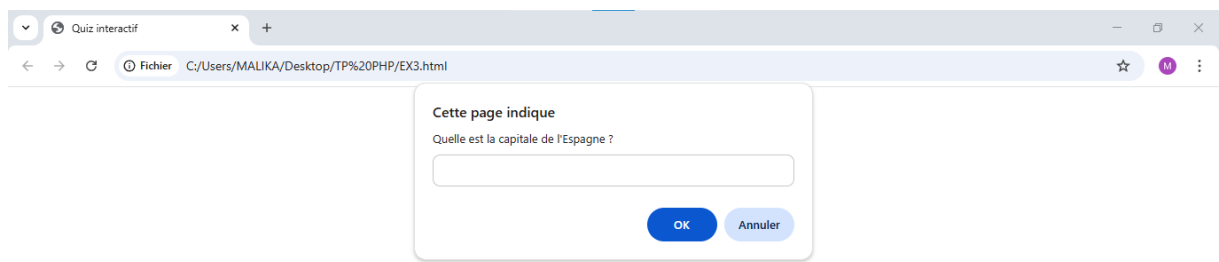 Quiz interactif
Fichier C:/Users/MALIKA/Desktop/TP%20PHP/EX3.html
M
Cette page indique
Quelle est la capitale de l'Espagne ?
OK Annuler